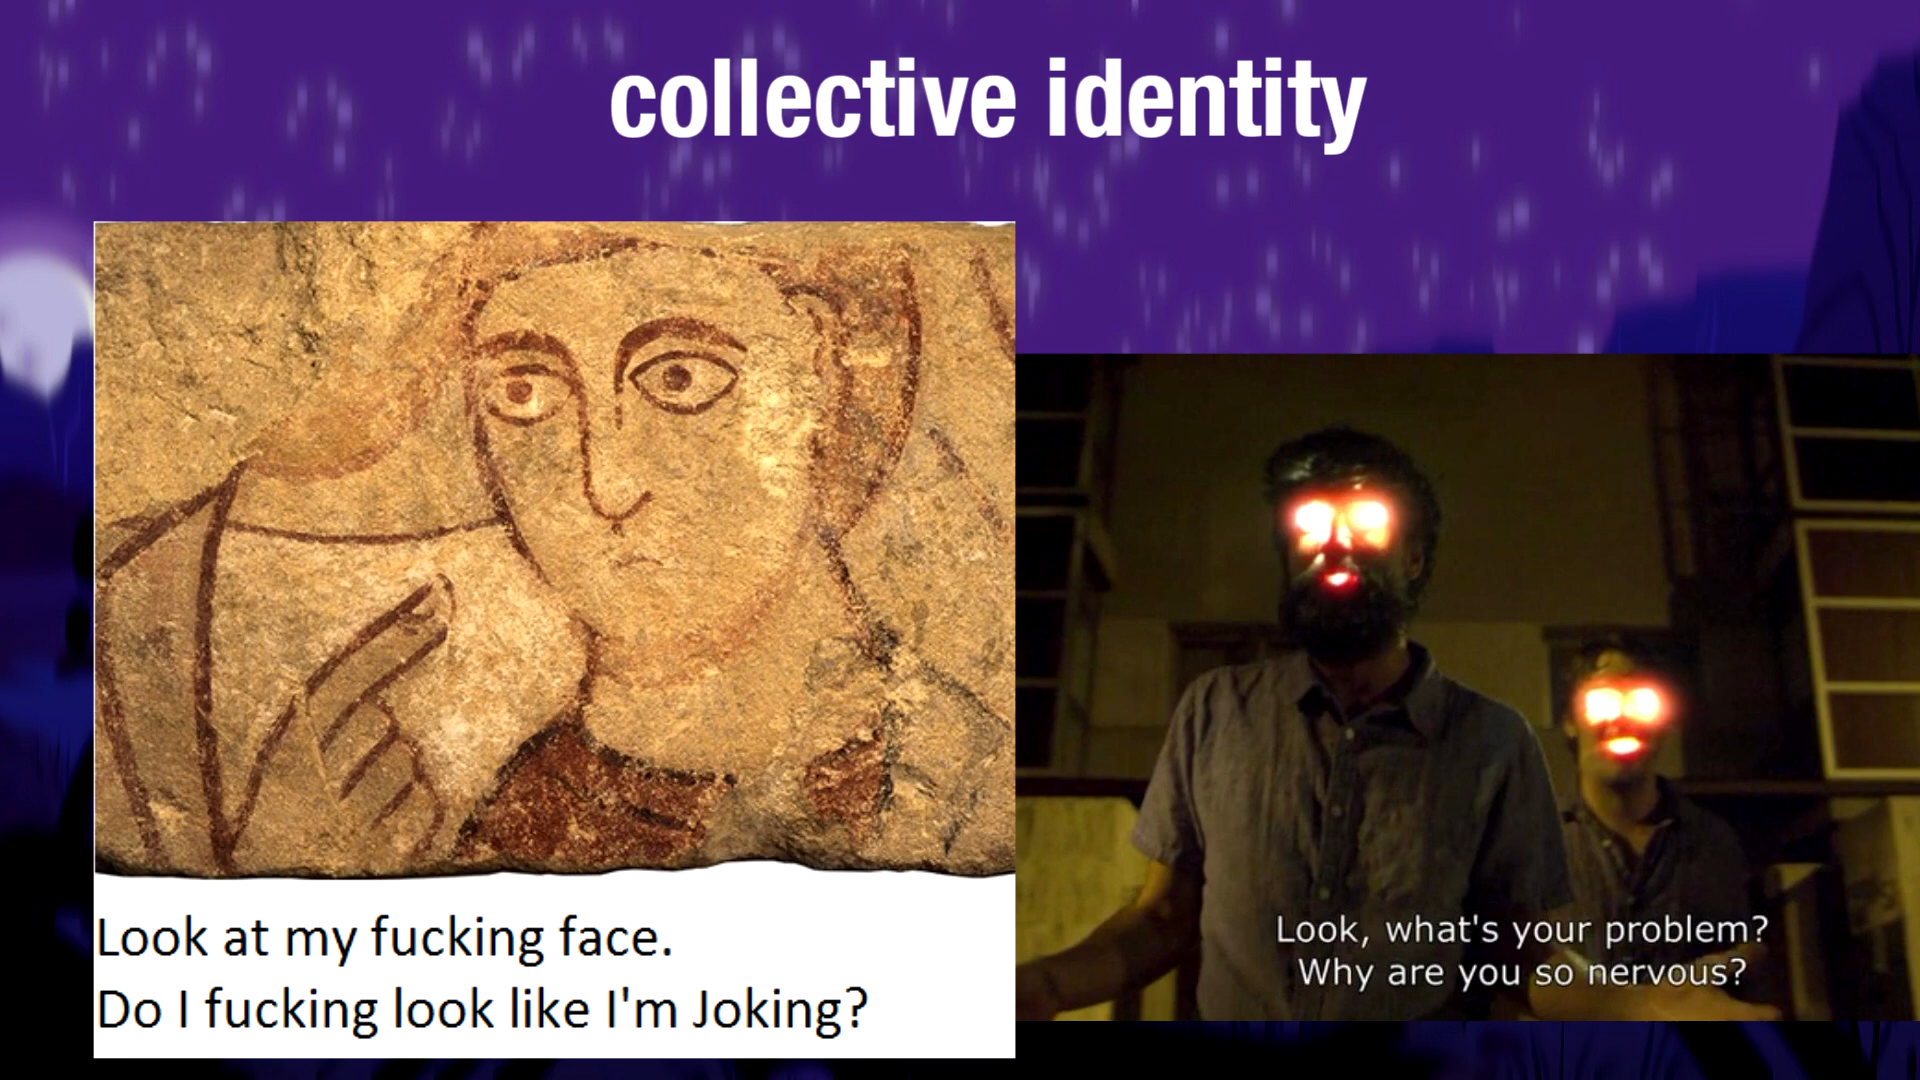 collective identity
Look at my fucking face.
Do I fucking look like I'm Joking?
Look, what's your problem?
Why are you so nervous?